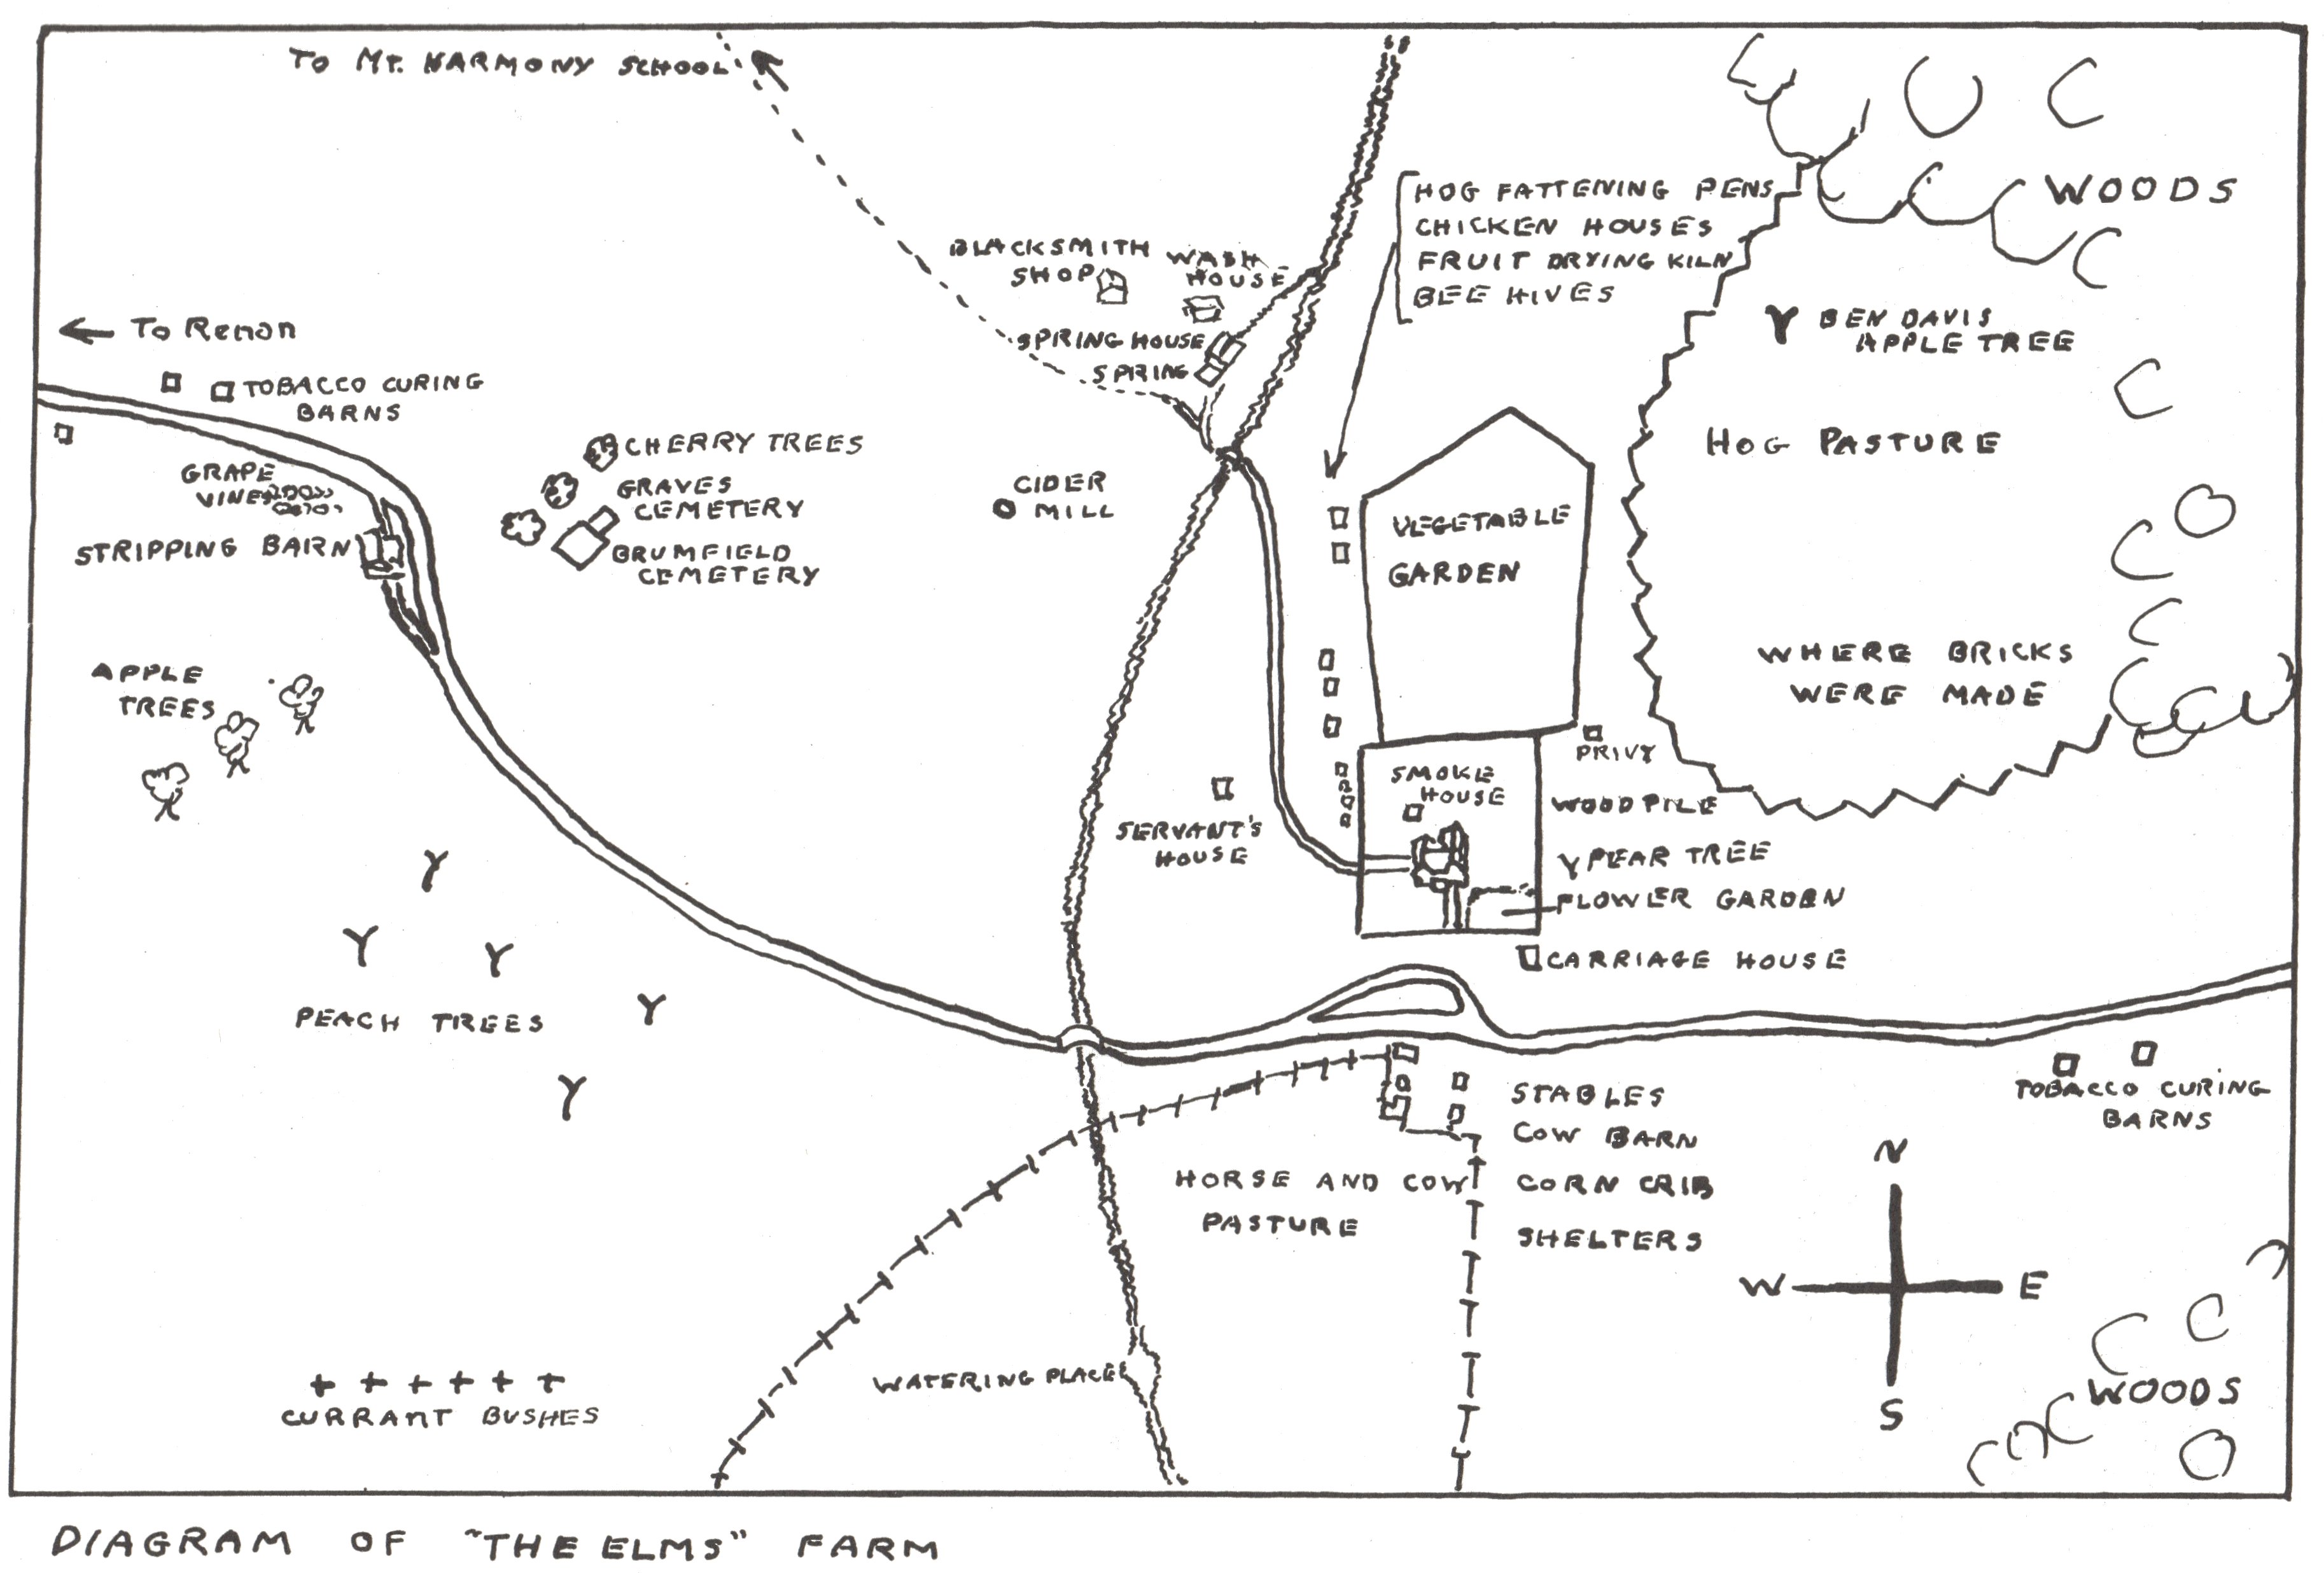 TO MT. HARMONY SCHOOL
HOG FATTENING PENS
CHICKEN HOUSES
FRUIT DRYING KILN
BEE HIVES
WOODS
BLACKSMITH
SHOP
WASH
HOUSE
SPRING HOUSE
SPRING
BEN DAVIS
APPLE TREE
To Renan
TOBACCO CURING
BARNS
CHERRY TREES
HOG PASTURE
GRAPE
VINES
GRAVES
CEMETERY
CIDER
MILL
VEGETABLE
GARDEN
STRIPPING BARN
BRUMFIELD
CEMETERY
WHERE BRICKS
WERE MADE
APPLE
TREES
PRIVY
SMOKE
HOUSE
WOODPILE
SERVANT'S
HOUSE
PEAR TREE
FLOWER GARDEN
CARRIAGE HOUSE
PEACH TREES
STABLES
COW BARN
CORN CRIB
SHELTERS
TOBACCO CURING
BARNS
HORSE AND COW
PASTURE
N
W E
S
WATERING PLACE
CURRANT BUSHES
WOODS
DIAGRAM OF "THE ELMS" FARM